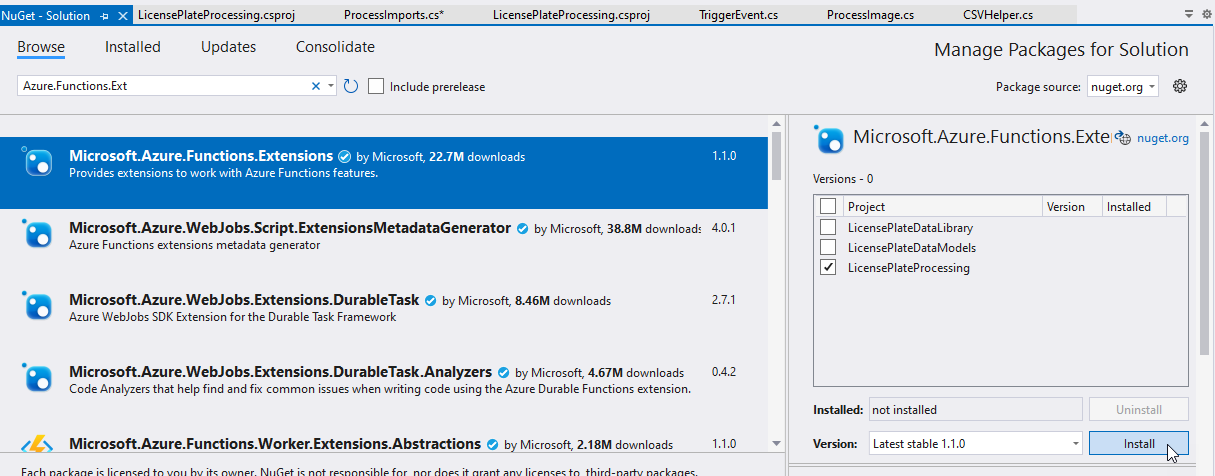 NuGet - Solution
LicensePlateProcessing.csproj
ProcessImports.cs*
LicensePlateProcessing.csproj
TriggerEvent.cs
ProcessImage.cs
CSVHelper.cs
Browse
Installed
Updates
Consolidate
Manage Packages for Solution
Azure.Functions.Ext
Include prerelease
Package source:
nuget.org
Microsoft.Azure.Functions.Extensions by Microsoft, 22.7M downloads
1.1.0
Provides extensions to work with Azure Functions features.
Microsoft.Azure.WebJobs.Script.ExtensionsMetadataGenerator by Microsoft, 38.8M downloads
4.0.1
Azure Functions extensions metadata generator
Microsoft.Azure.WebJobs.Extensions.DurableTask by Microsoft, 8.46M downloads
2.7.1
Azure WebJobs SDK Extension for the Durable Task Framework
Microsoft.Azure.WebJobs.Extensions.DurableTask.Analyzers by Microsoft, 4.67M downloads
0.4.2
Code Analyzers that help find and fix common issues when writing code using the Azure Durable Functions extension.
Microsoft.Azure.Functions.Worker.Extensions.Abstractions by Microsoft, 2.18M downloads
1.1.0
Each package is licensed to you by its owner. NuGet is not responsible for, nor does it grant any licenses to, third-party packages.
Microsoft.Azure.Functions.Exte
nuget.org
Versions - 0
Project
Version
Installed
LicensePlateDataLibrary
LicensePlateDataModels
LicensePlateProcessing
Installed:
not installed
Uninstall
Version:
Latest stable 1.1.0
Install